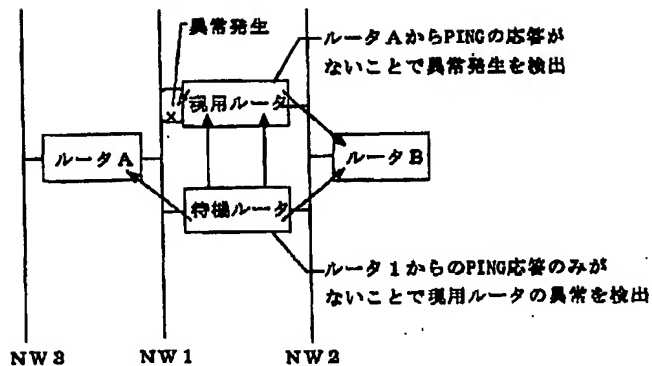 異常発生
ルータAからPINGの応答が
ないことで異常発生を検出
現用ルータ
×
ルータA
ルータB
待機ルータ
ルータ1からのPING応答のみが
ないことで現用ルータの異常を検出
NW3
NW1
NW2